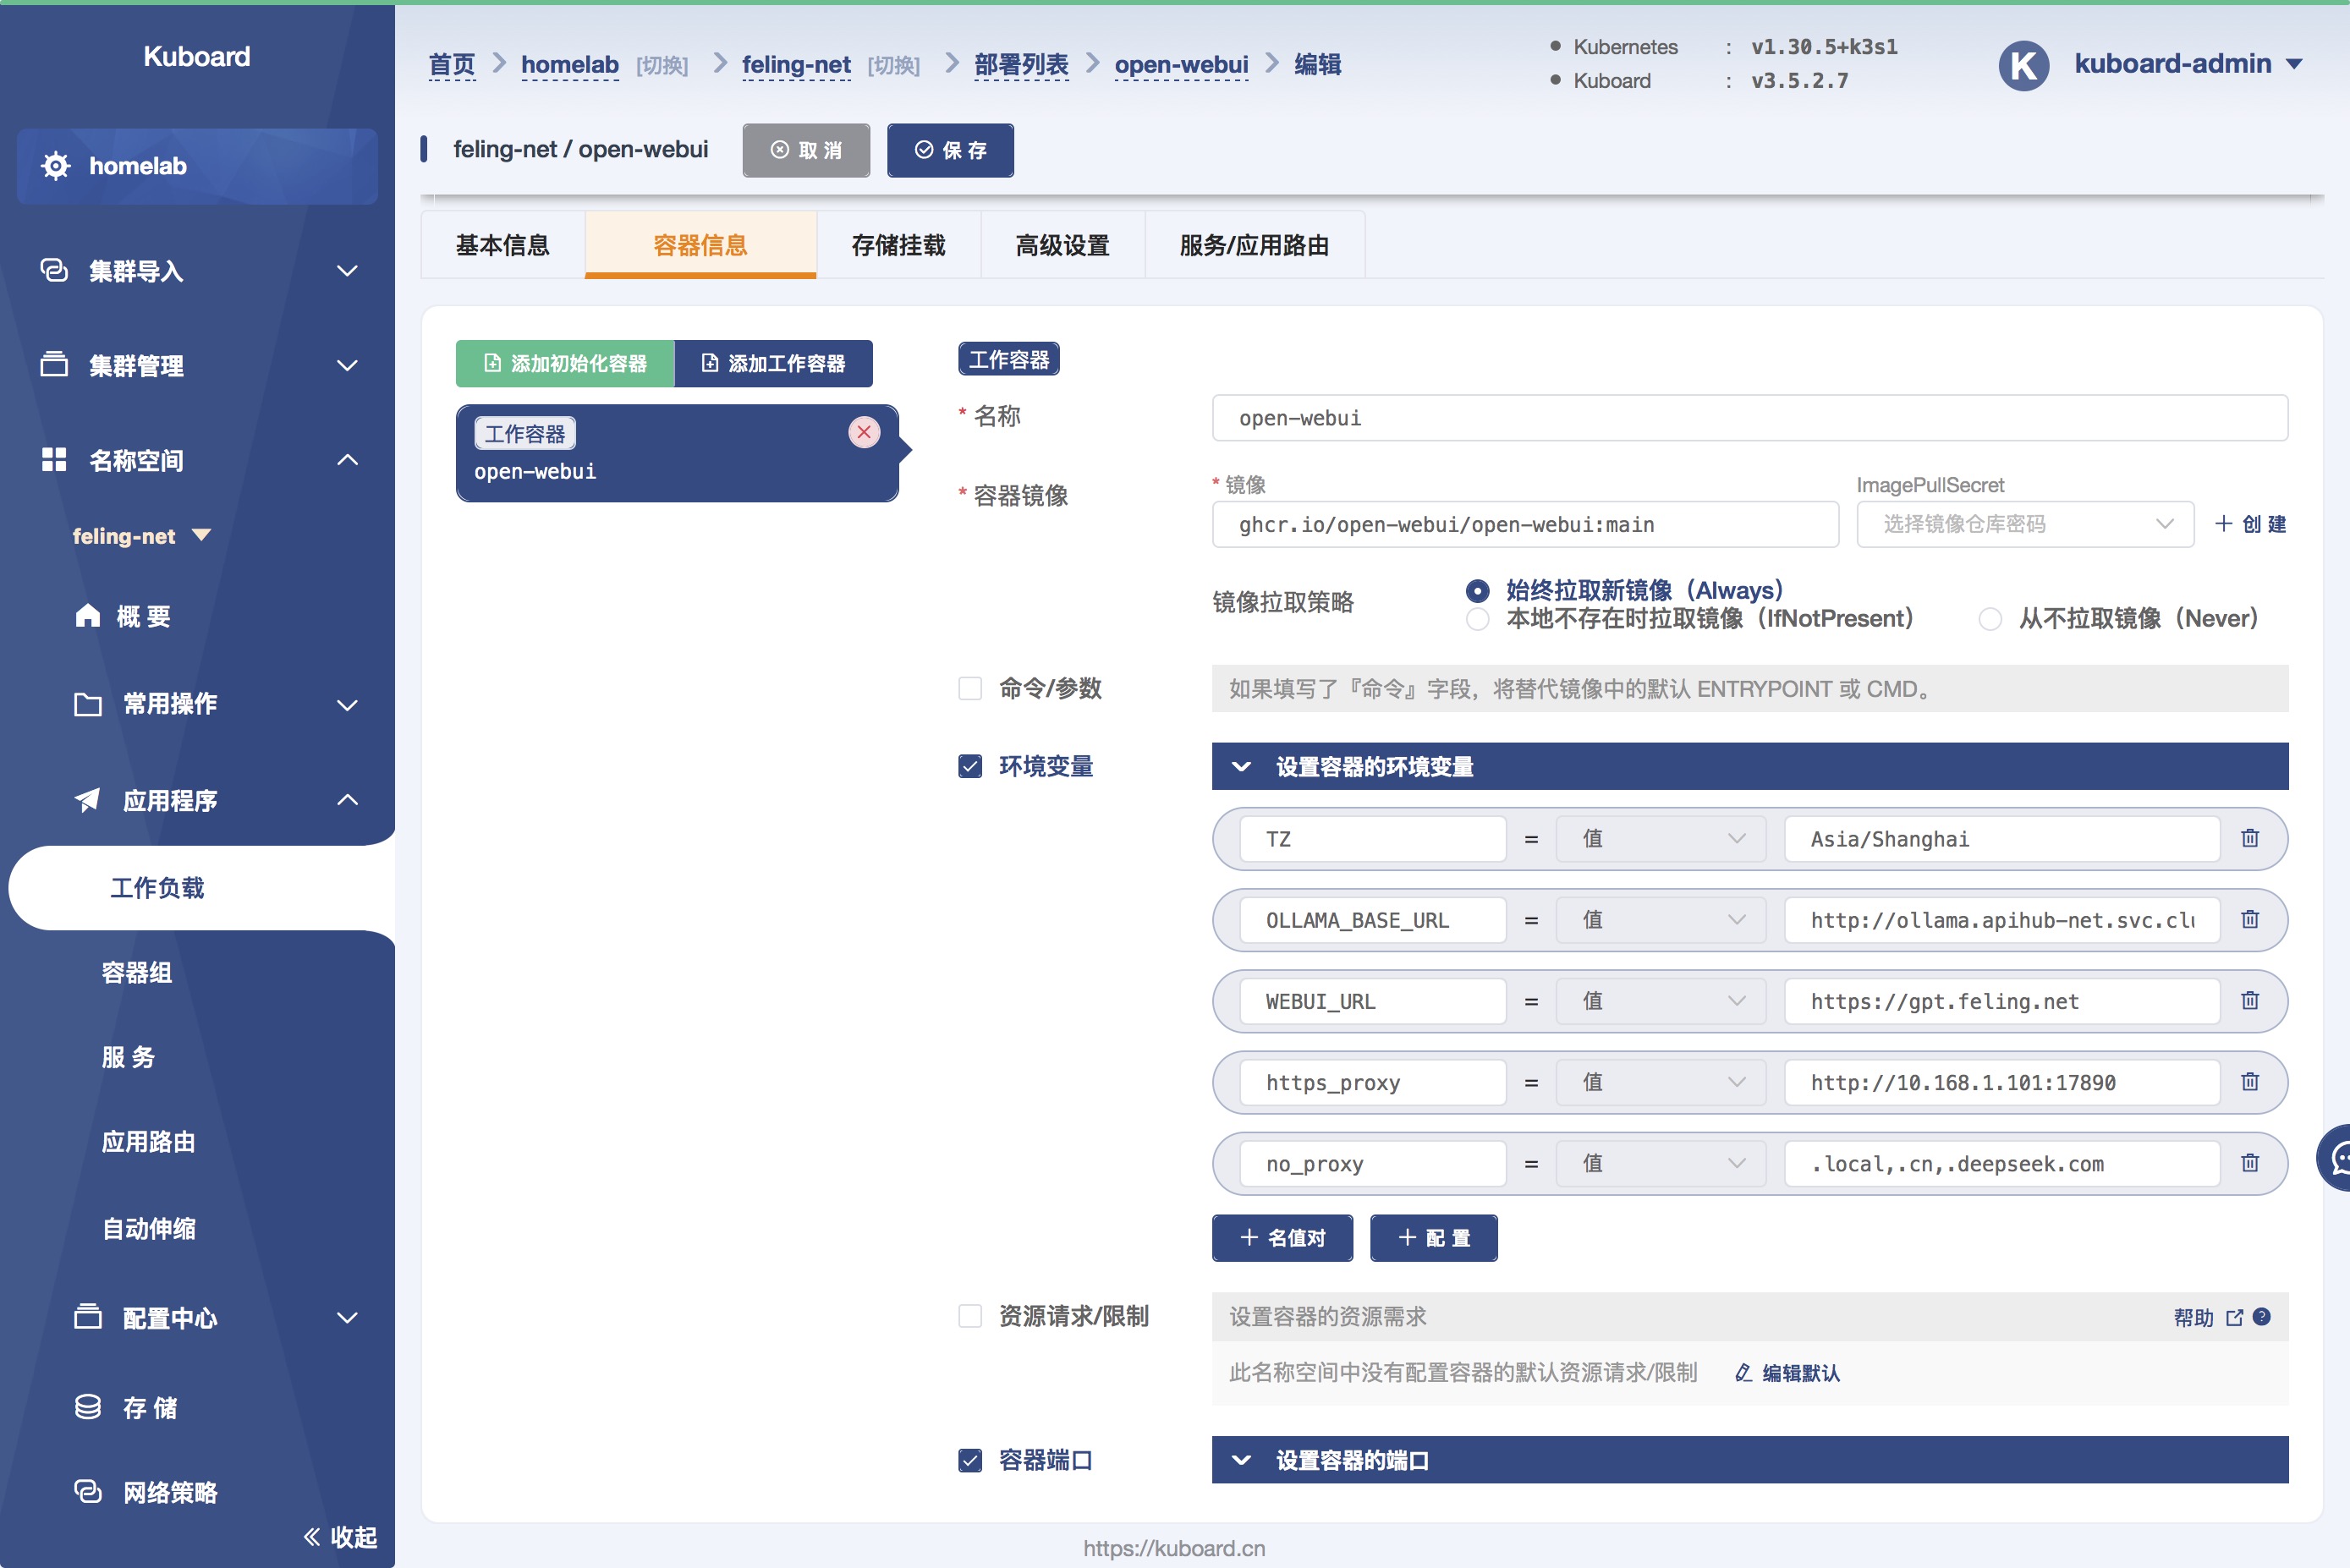 Kuboard
homelab
集群导入
集群管理
名称空间
feling-net
概 要
常用操作
应用程序
工作负载
容器组
服 务
应用路由
自动伸缩
配置中心
存 储
网络策略
收起
首页 homelab [切换] feling-net [切换] 部署列表 open-webui 编辑
Kubernetes : v1.30.5+k3s1
Kuboard : v3.5.2.7
K kuboard-admin
feling-net / open-webui 取 消 保 存
基本信息 容器信息 存储挂载 高级设置 服务/应用路由
添加初始化容器 添加工作容器
工作容器
open-webui
工作容器
* 名称 open-webui
* 容器镜像
* 镜像 ImagePullSecret
ghcr.io/open-webui/open-webui:main 选择镜像仓库密码 + 创 建
镜像拉取策略 始终拉取新镜像（Always）
本地不存在时拉取镜像（IfNotPresent） 从不拉取镜像（Never）
命令/参数 如果填写了『命令』字段，将替代镜像中的默认 ENTRYPOINT 或 CMD。
环境变量 设置容器的环境变量
TZ = 值 Asia/Shanghai
OLLAMA_BASE_URL = 值 http://ollama.apihub-net.svc.cl
WEBUI_URL = 值 https://gpt.feling.net
https_proxy = 值 http://10.168.1.101:17890
no_proxy = 值 .local,.cn,.deepseek.com
+ 名值对 + 配 置
资源请求/限制 设置容器的资源需求 帮助
此名称空间中没有配置容器的默认资源请求/限制 编辑默认
容器端口 设置容器的端口
https://kuboard.cn